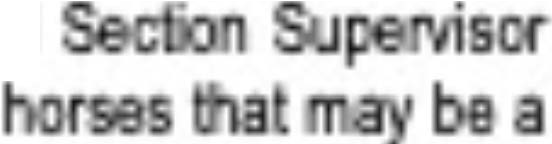 Section Supervisor
horses that may be a